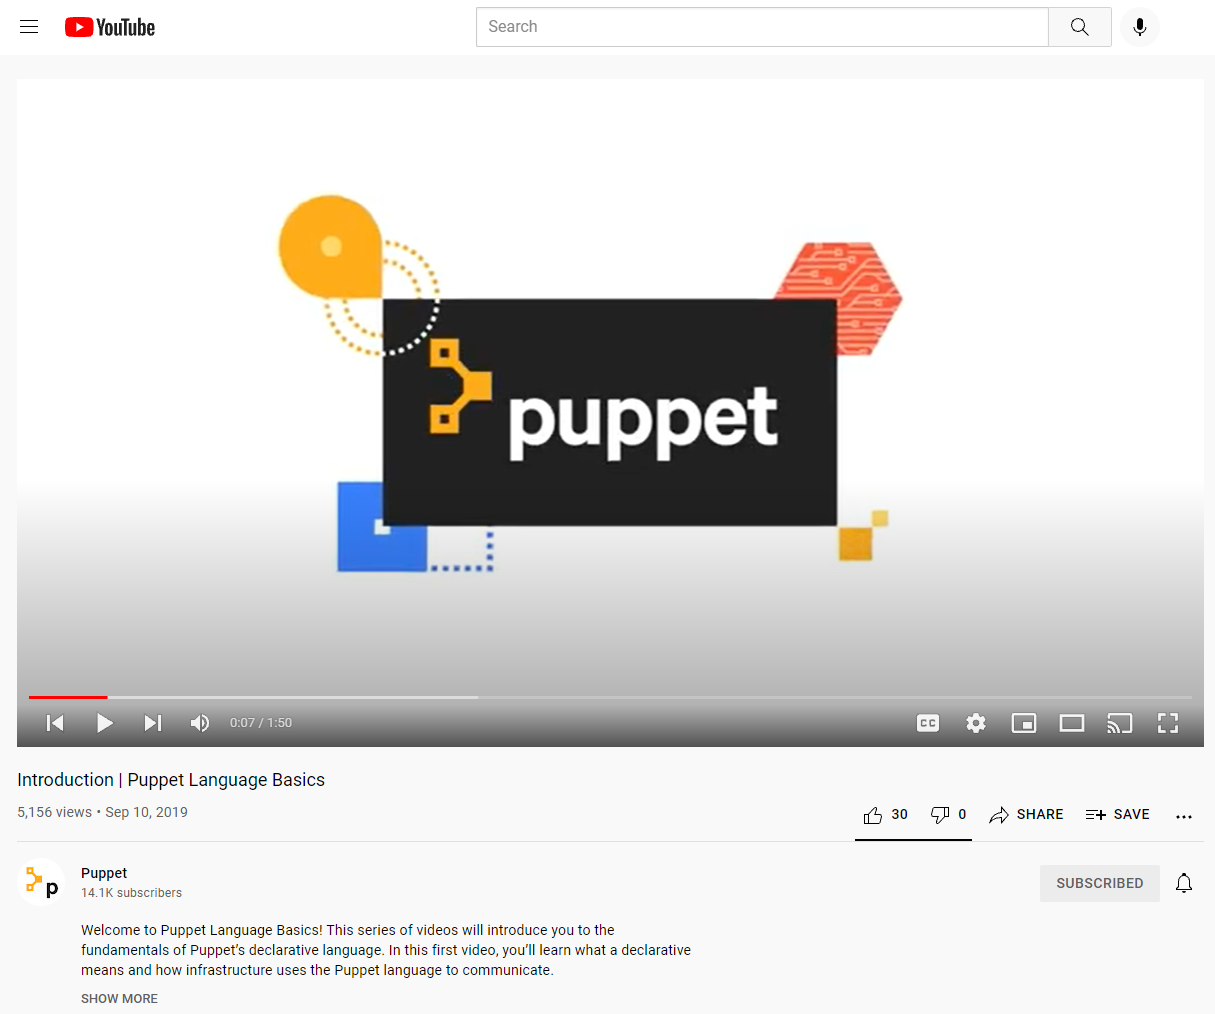 YouTube
Search
puppet
0:07 / 1:50
CC
Introduction | Puppet Language Basics
5,156 views • Sep 10, 2019
30
0
SHARE
SAVE
p
Puppet
14.1K subscribers
SUBSCRIBED
Welcome to Puppet Language Basics! This series of videos will introduce you to the
fundamentals of Puppet’s declarative language. In this first video, you’ll learn what a declarative
means and how infrastructure uses the Puppet language to communicate.
SHOW MORE